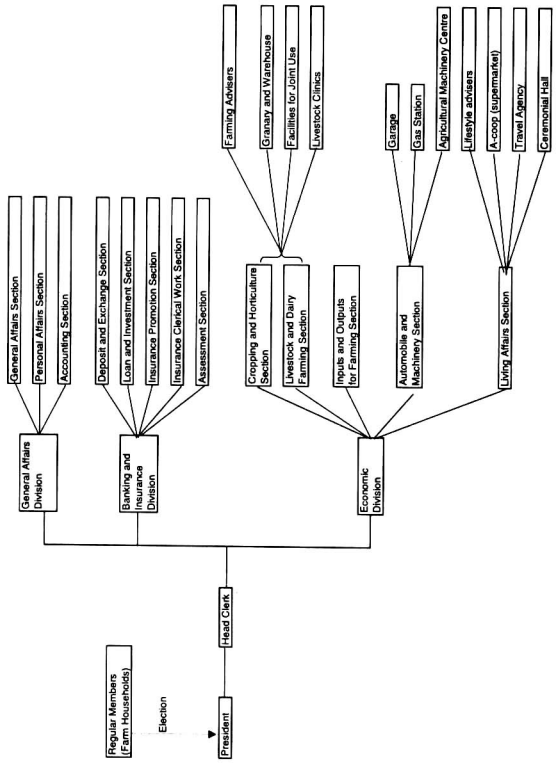 Regular Members
(Farm Households)
Election
President
Head Clerk
General Affairs
Division
General Affairs Section
Personal Affairs Section
Accounting Section
Banking and
Insurance
Division
Deposit and Exchange Section
Loan and Investment Section
Insurance Promotion Section
Insurance Clerical Work Section
Assessment Section
Economic
Division
Cropping and Horticulture
Section
Livestock and Dary
Farming Section
Farming Advisers
Granary and Warehouse
Facilities for Joint Use
Livestock Clinics
Inputs and Outputs
for Farming Section
Automobile and
Machinery Section
Garage
Gas Station
Agricultural Machinery Centre
Living Affairs Section
Lifestyle advisers
A-coop (supermarket)
Travel Agency
Ceremonial Hall